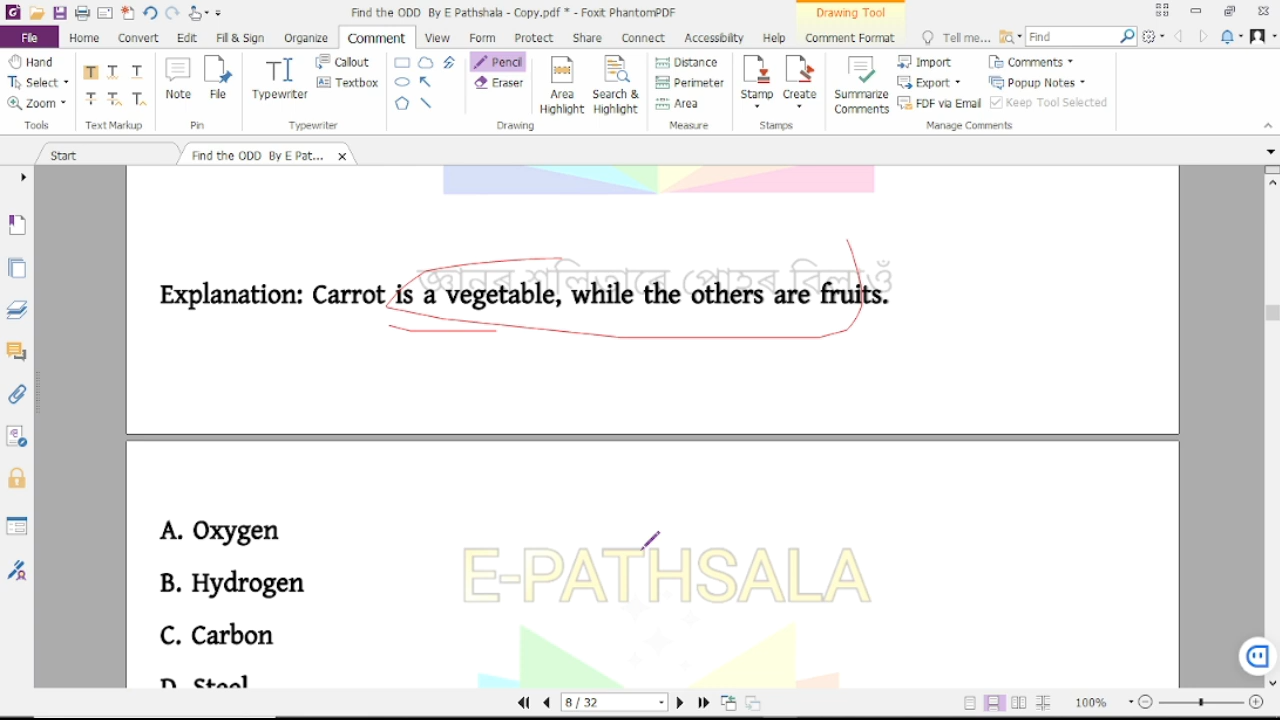 Find the ODD By E Pathshala - Copy.pdf * - Foxit PhantomPDF
Drawing Tool
File Home Convert Edit Fill & Sign Organize Comment View Form Protect Share Connect Accessibility Help Comment Format Tell me... Find
Hand
Select
Zoom
Tools
Text Markup
Note
File
Pin
Typewriter
Callout
Textbox
Typewriter
Pencil
Eraser
Drawing
Area Highlight
Search & Highlight
Distance
Perimeter
Area
Measure
Stamp
Create
Stamps
Summarize Comments
Import
Export
FDF via Email
Comments
Popup Notes
Keep Tool Selected
Manage Comments
Start
Find the ODD By E Pat...
জ্ঞানৰ শলিতাৰে পোহৰ বিলাওঁ
Explanation: Carrot is a vegetable, while the others are fruits.
A. Oxygen
E-PATHSALA
B. Hydrogen
C. Carbon
D. Steel
8 / 32
100%